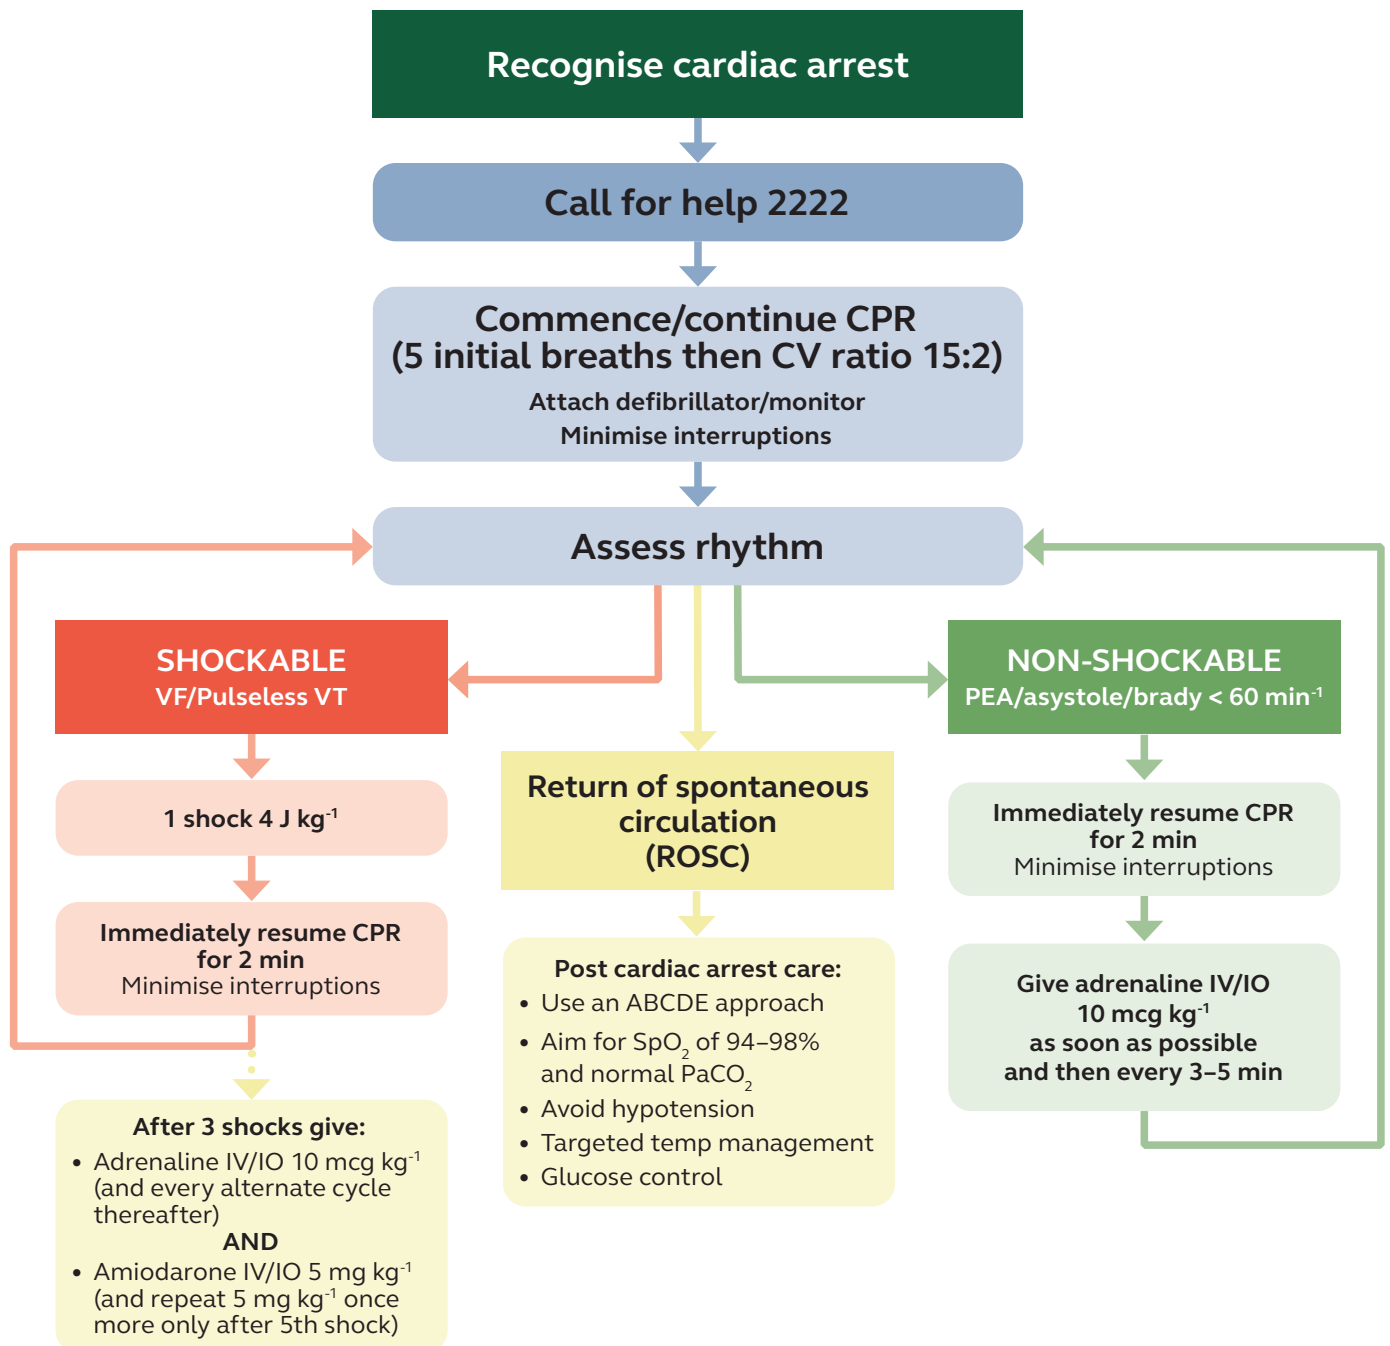 Recognise cardiac arrest
Call for help 2222
Commence/continue CPR
(5 initial breaths then CV ratio 15:2)
Attach defibrillator/monitor
Minimise interruptions
Assess rhythm
SHOCKABLE
VF/Pulseless VT
1 shock 4 J kg⁻¹
Immediately resume CPR
for 2 min
Minimise interruptions
After 3 shocks give:
• Adrenaline IV/IO 10 mcg kg⁻¹
(and every alternate cycle
thereafter)
AND
• Amiodarone IV/IO 5 mg kg⁻¹
(and repeat 5 mg kg⁻¹ once
more only after 5th shock)
Return of spontaneous
circulation
(ROSC)
Post cardiac arrest care:
• Use an ABCDE approach
• Aim for SpO₂ of 94–98%
and normal PaCO₂
• Avoid hypotension
• Targeted temp management
• Glucose control
NON-SHOCKABLE
PEA/asystole/brady < 60 min⁻¹
Immediately resume CPR
for 2 min
Minimise interruptions
Give adrenaline IV/IO
10 mcg kg⁻¹
as soon as possible
and then every 3–5 min